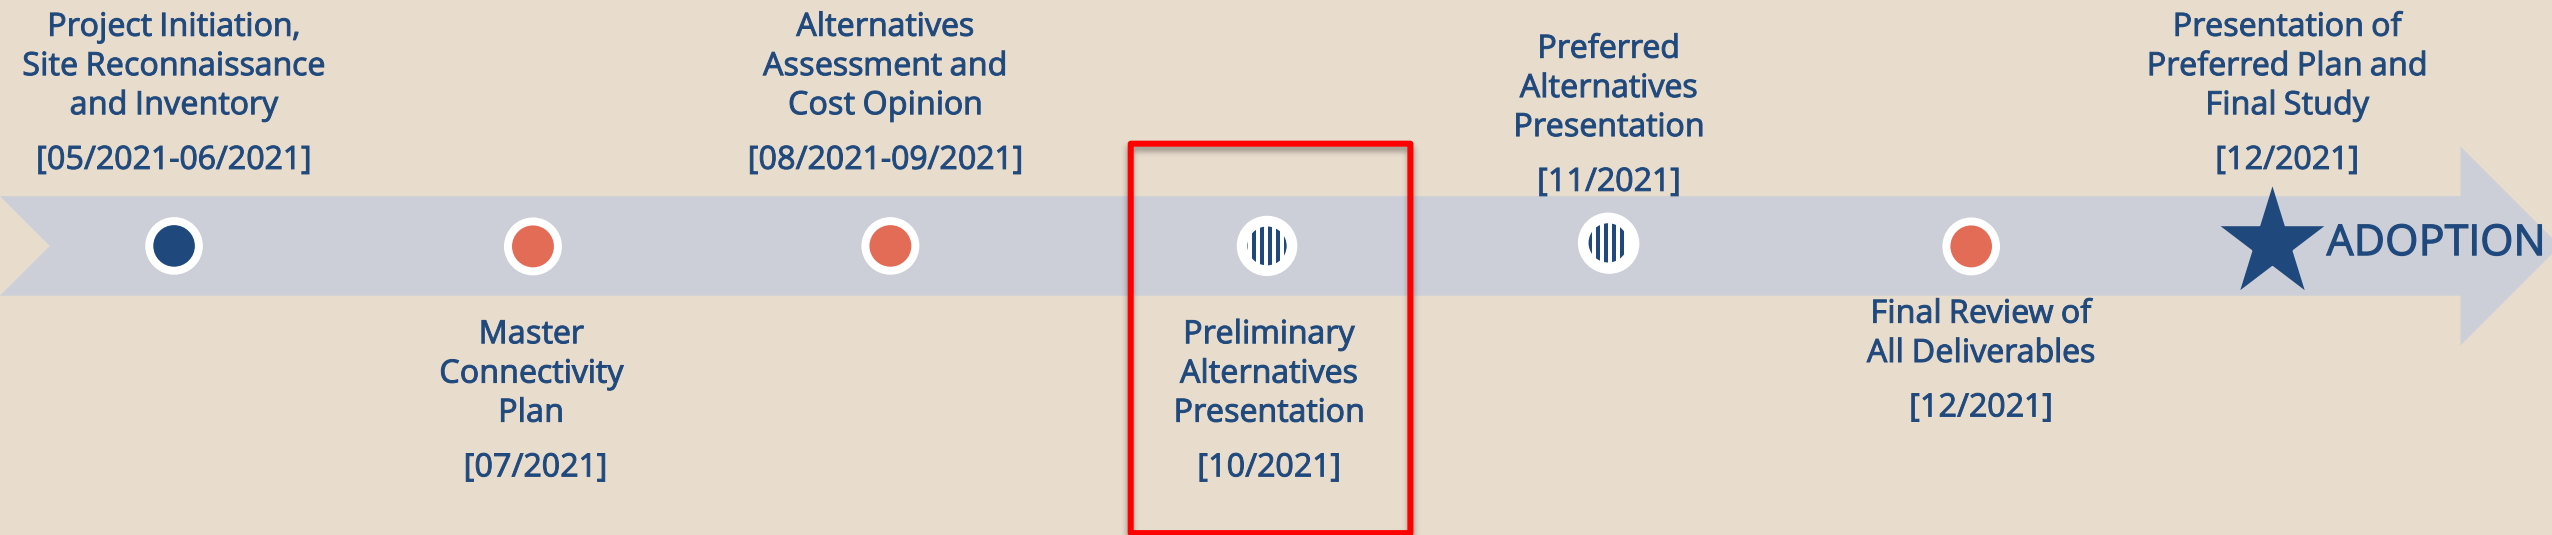 Project Initiation,
Site Reconnaissance
and Inventory
[05/2021-06/2021]
Master
Connectivity
Plan
[07/2021]
Alternatives
Assessment and
Cost Opinion
[08/2021-09/2021]
Preliminary
Alternatives
Presentation
[10/2021]
Preferred
Alternatives
Presentation
[11/2021]
Final Review of
All Deliverables
[12/2021]
Presentation of
Preferred Plan and
Final Study
[12/2021]
ADOPTION